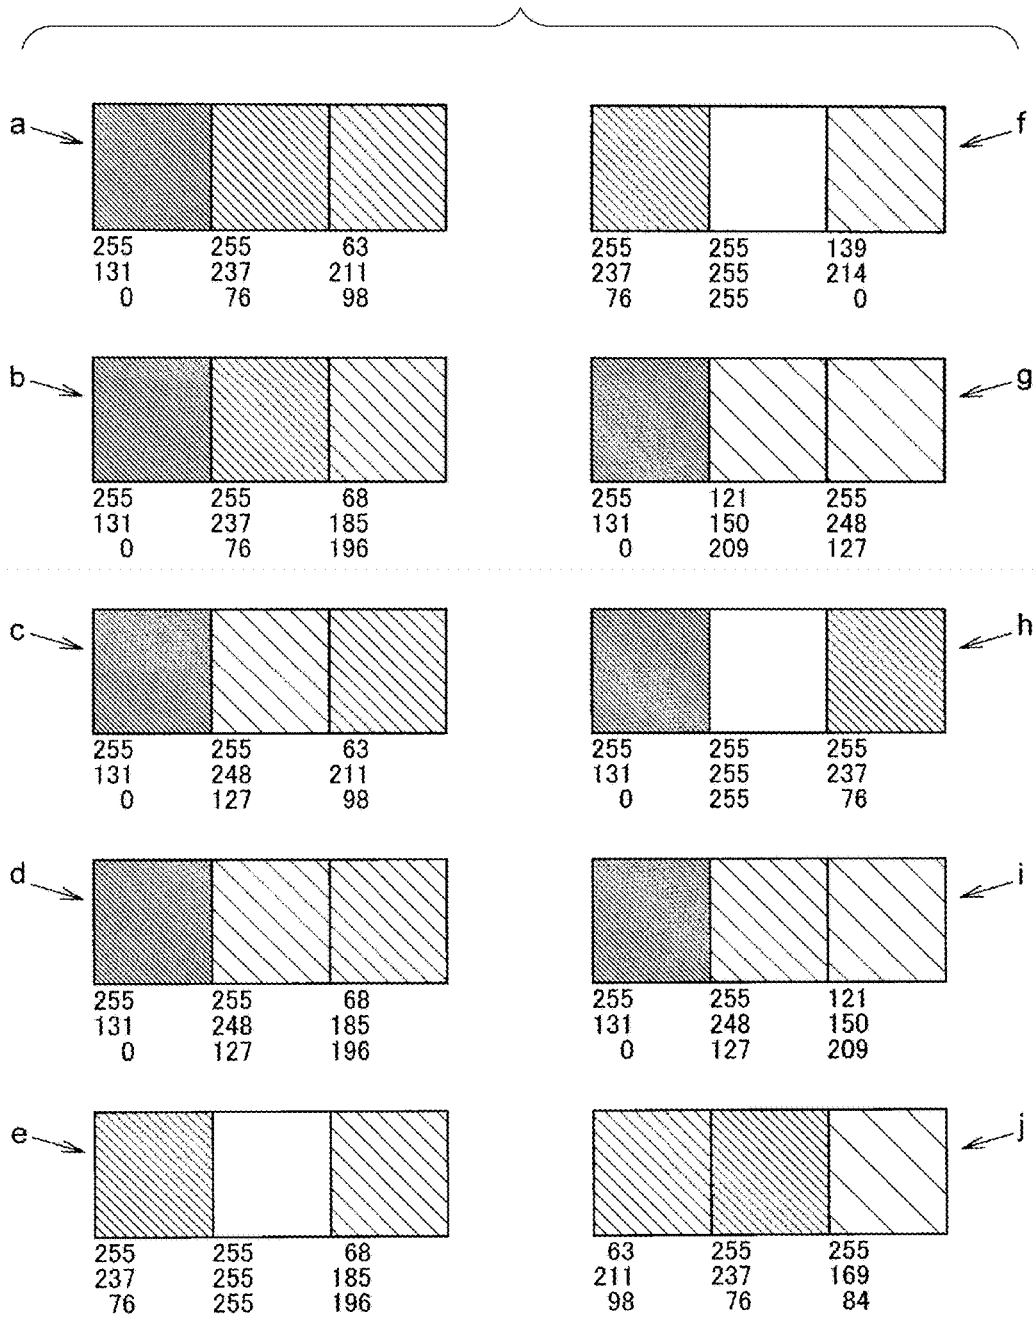 a
f
255 255 63
131 237 211
0 76 98
255 255 139
237 255 214
76 255 0
b
g
255 255 68
131 237 185
0 76 196
255 121 255
131 150 248
0 209 127
c
h
255 255 63
131 248 211
0 127 98
255 255 255
131 255 237
0 255 76
d
i
255 255 68
131 248 185
0 127 196
255 255 121
131 248 150
0 127 209
e
j
255 255 68
237 255 185
76 255 196
63 255 255
211 237 169
98 76 84